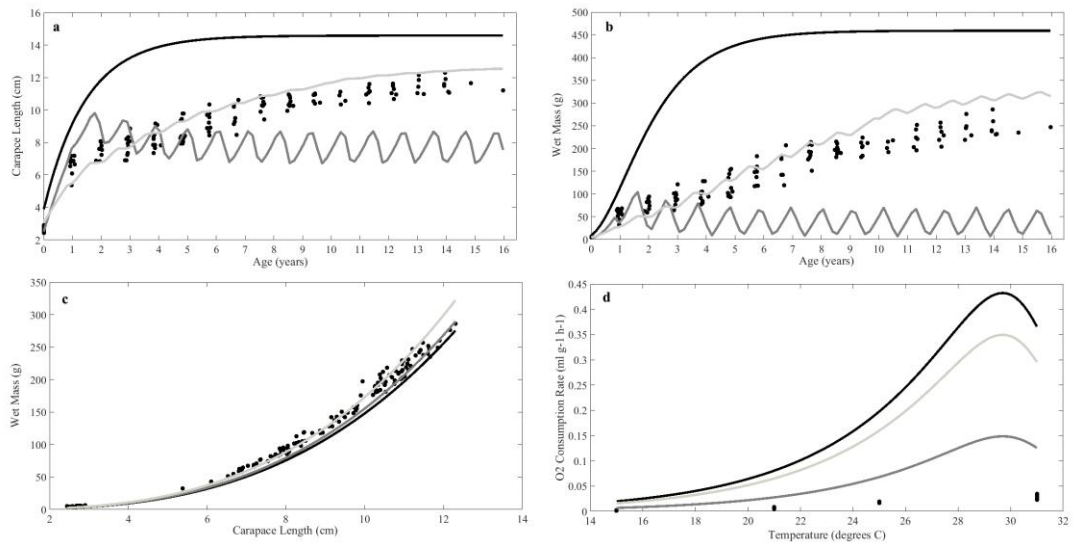 a
16
14
12
10
8
6
4
2
Carapce Length (cm)
0 1 2 3 4 5 6 7 8 9 10 11 12 13 14 15 16
Age (years)
b
500
450
400
350
300
250
200
150
100
50
0
Wet Mass (g)
0 1 2 3 4 5 6 7 8 9 10 11 12 13 14 15 16
Age (years)
c
350
300
250
200
150
100
50
0
Wet Mass (g)
2 4 6 8 10 12 14
Carapace Length (cm)
d
0.45
0.4
0.35
0.3
0.25
0.2
0.15
0.1
0.05
0
O2 Consumption Rate (ml g-1 h-1)
14 16 18 20 22 24 26 28 30 32
Temperature (degrees C)